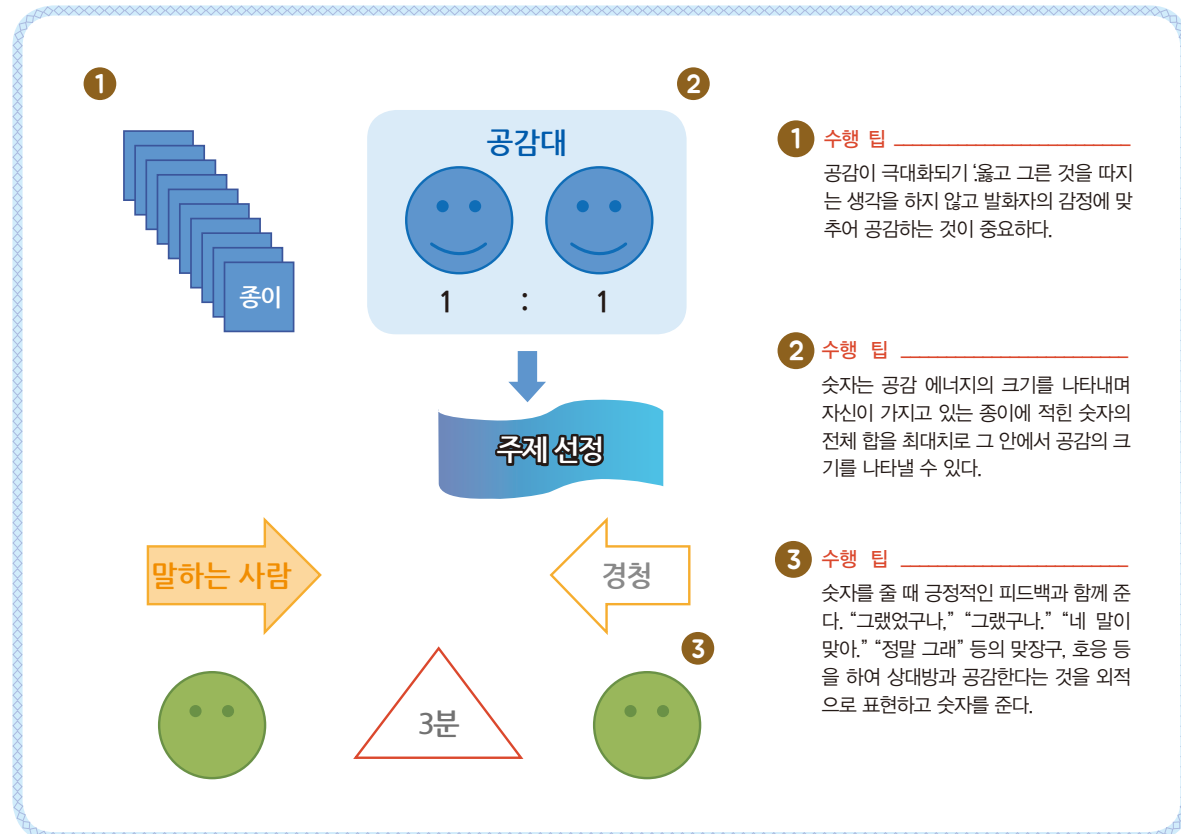 1
종이
2
공감대
1 : 1
주제 선정
말하는 사람
경청
3분
3
1 수행 팁
공감이 극대화되기 ‘옳고 그른 것을 따지
는 생각을 하지 않고 발화자의 감정에 맞
추어 공감하는 것이 중요하다.
2 수행 팁
숫자는 공감 에너지의 크기를 나타내며
자신이 가지고 있는 종이에 적힌 숫자의
전체 합을 최대치로 그 안에서 공감의 크
기를 나타낼 수 있다.
3 수행 팁
숫자를 줄 때 긍정적인 피드백과 함께 준
다. “그랬었구나,” “그랬구나.” “네 말이
맞아.” “정말 그래” 등의 맞장구, 호응 등
을 하여 상대방과 공감한다는 것을 외적
으로 표현하고 숫자를 준다.